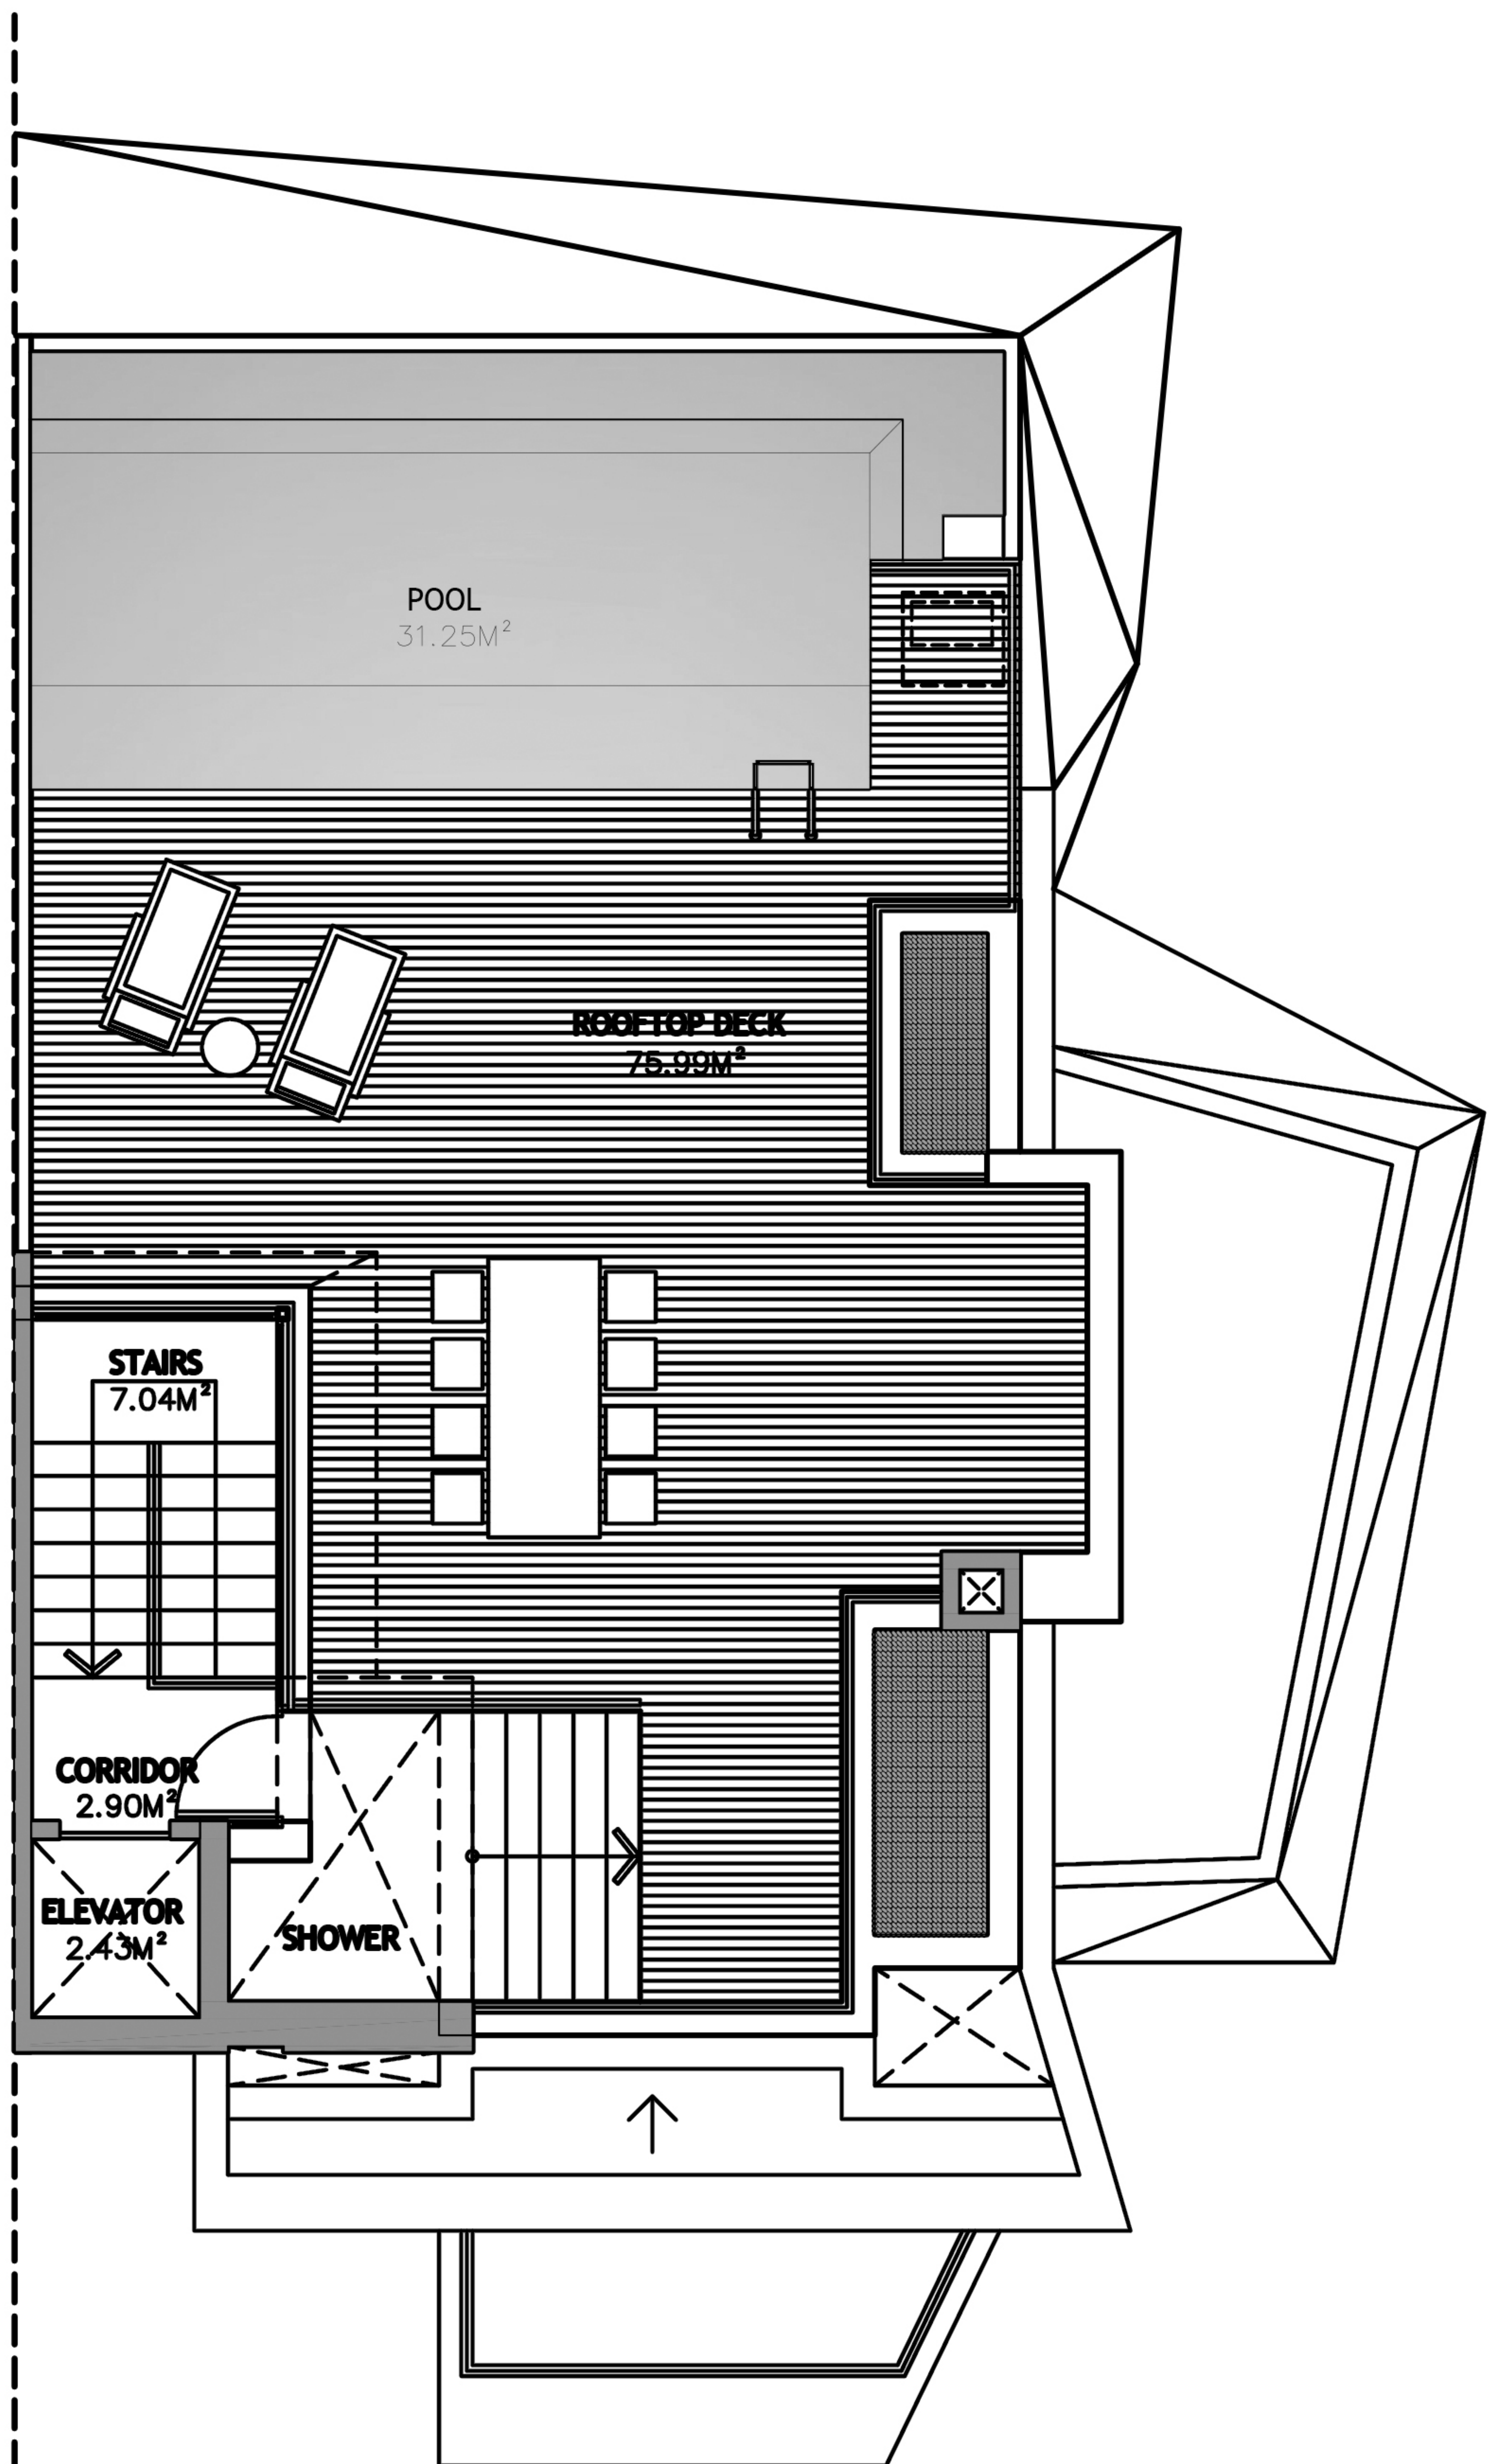 POOL
31.25M²
ROOFTOP DECK
75.99M²
STAIRS
7.04M²
CORRIDOR
2.90M²
ELEVATOR
2.43M²
SHOWER